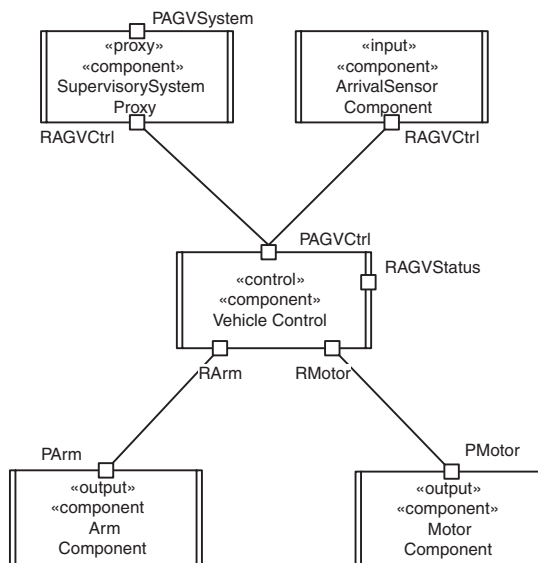 PAGVSystem
«proxy»
«component»
SupervisorySystem
Proxy
«input»
«component»
ArrivalSensor
Component
RAGVCtrl
RAGVCtrl
PAGVCtrl
RAGVStatus
«control»
«component»
Vehicle Control
RArm
RMotor
PArm
PMotor
«output»
«component
Arm
Component
«output»
«component»
Motor
Component